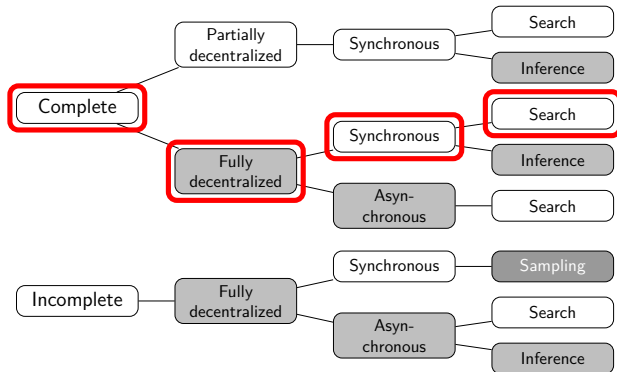 Partially
decentralized
Synchronous
Search
Inference
Complete
Fully
decentralized
Synchronous
Search
Inference
Asyn-
chronous
Search
Incomplete
Fully
decentralized
Synchronous
Sampling
Asyn-
chronous
Search
Inference